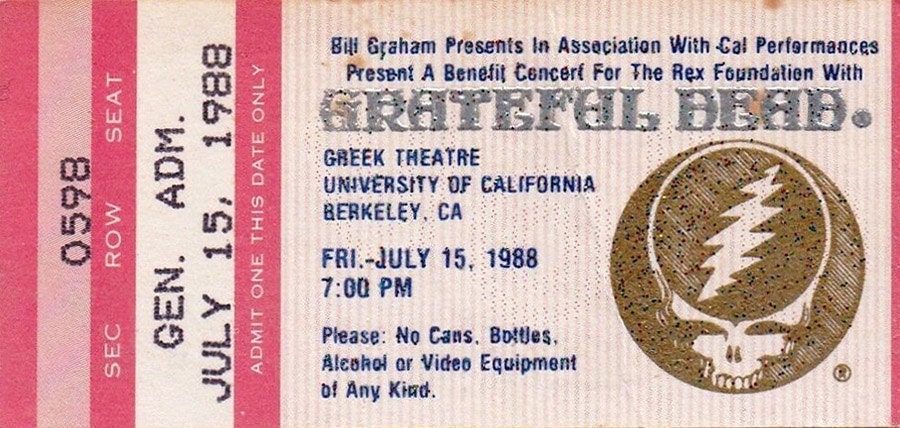 0598
SEC ROW SEAT
GEN. ADM.
JULY 15, 1988
ADMIT ONE THIS DATE ONLY
Bill Graham Presents In Association With Cal Performances
Present A Benefit Concert For The Rex Foundation With
GRATEFUL DEAD.
GREEK THEATRE
UNIVERSITY OF CALIFORNIA
BERKELEY, CA
FRI.-JULY 15, 1988
7:00 PM
Please: No Cans, Bottles,
Alcohol or Video Equipment
of Any Kind.
®